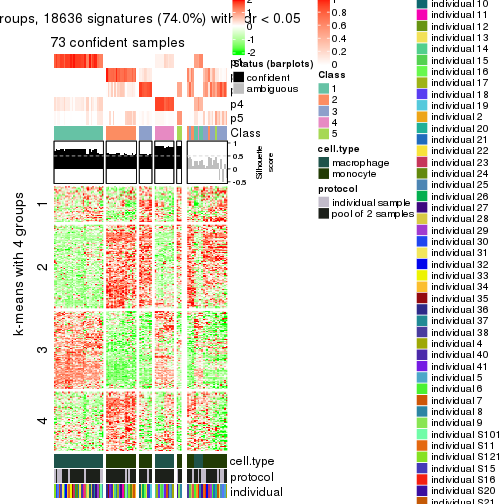 roups, 18636 signatures (74.0%) with
dr < 0.05
73 confident samples
p4
p5
Class
1
0.5
0
-0.5
Silhouette
score
k-means with 4 groups
1
2
3
4
cell.type
protocol
individual
2
1
0
-1
-2
Status (barplots)
confident
ambiguous
0.8
0.6
0.4
0.2
0
Class
1
2
3
4
5
cell.type
macrophage
monocyte
protocol
individual sample
pool of 2 samples
individual 10
individual 11
individual 12
individual 13
individual 14
individual 15
individual 16
individual 17
individual 18
individual 19
individual 2
individual 20
individual 21
individual 22
individual 23
individual 24
individual 25
individual 26
individual 27
individual 28
individual 29
individual 30
individual 31
individual 32
individual 33
individual 34
individual 35
individual 36
individual 37
individual 38
individual 4
individual 40
individual 41
individual 5
individual 6
individual 7
individual 8
individual 9
individual S101
individual S11
individual S121
individual S15
individual S16
individual S20
individual S21